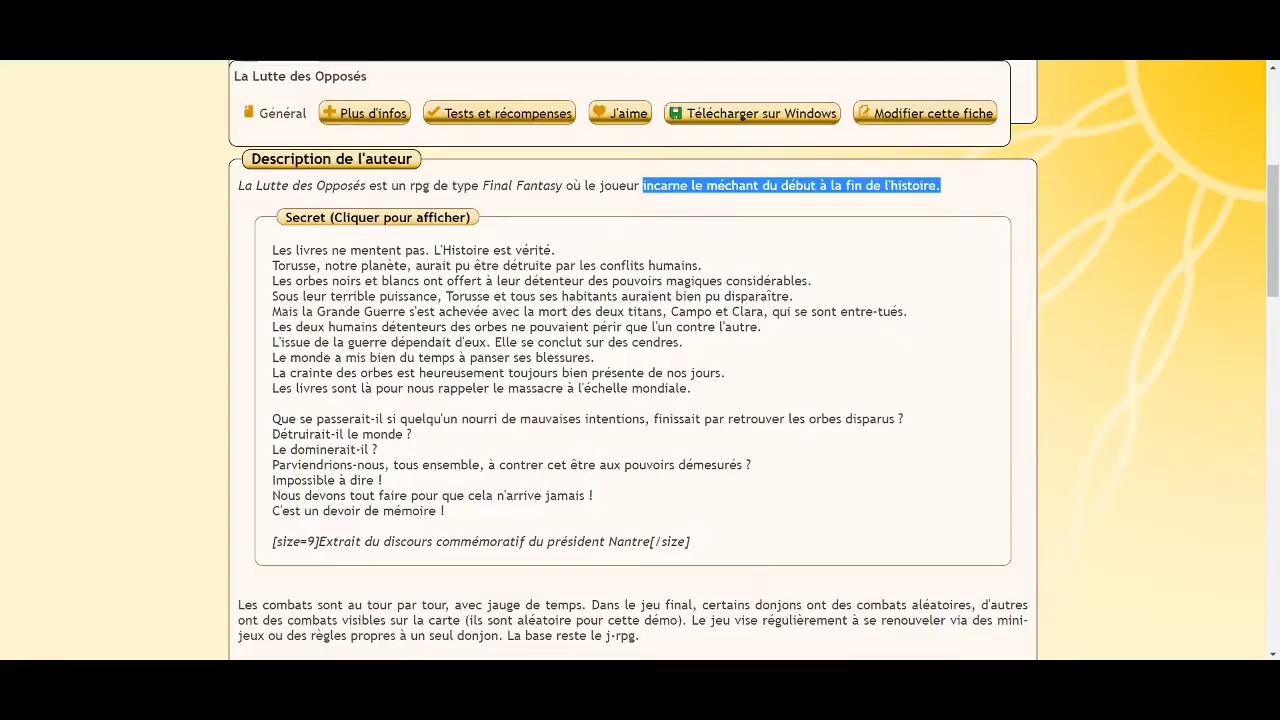 La Lutte des Opposés
Général Plus d'infos Tests et récompenses J'aime Télécharger sur Windows Modifier cette fiche
Description de l'auteur
La Lutte des Opposés est un rpg de type Final Fantasy où le joueur incarne le méchant du début à la fin de l'histoire.
Secret (Cliquer pour afficher)
Les livres ne mentent pas. L'Histoire est vérité.
Torusse, notre planète, aurait pu être détruite par les conflits humains.
Les orbes noirs et blancs ont offert à leur détenteur des pouvoirs magiques considérables.
Sous leur terrible puissance, Torusse et tous ses habitants auraient bien pu disparaître.
Mais la Grande Guerre s'est achevée avec la mort des deux titans, Campo et Clara, qui se sont entre-tués.
Les deux humains détenteurs des orbes ne pouvaient périr que l'un contre l'autre.
L'issue de la guerre dépendait d'eux. Elle se conclut sur des cendres.
Le monde a mis bien du temps à panser ses blessures.
La crainte des orbes est heureusement toujours bien présente de nos jours.
Les livres sont là pour nous rappeler le massacre à l'échelle mondiale.
Que se passerait-il si quelqu'un nourri de mauvaises intentions, finissait par retrouver les orbes disparus ?
Détruirait-il le monde ?
Le dominerait-il ?
Parviendrions-nous, tous ensemble, à contrer cet être aux pouvoirs démesurés ?
Impossible à dire !
Nous devons tout faire pour que cela n'arrive jamais !
C'est un devoir de mémoire !
[size=9]Extrait du discours commémoratif du président Nantre[/size]
Les combats sont au tour par tour, avec jauge de temps. Dans le jeu final, certains donjons ont des combats aléatoires, d'autres
ont des combats visibles sur la carte (ils sont aléatoire pour cette démo). Le jeu vise régulièrement à se renouveler via des mini-
jeux ou des règles propres à un seul donjon. La base reste le j-rpg.